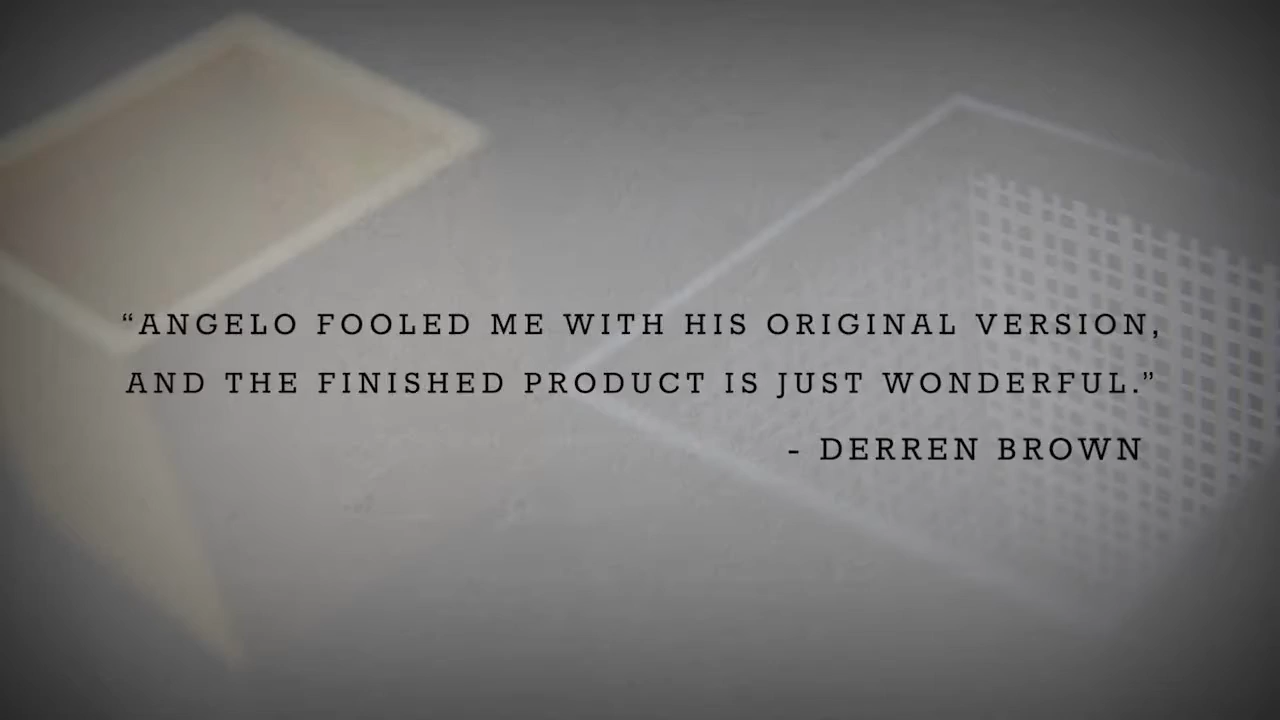 “ANGELO FOOLED ME WITH HIS ORIGINAL VERSION,
AND THE FINISHED PRODUCT IS JUST WONDERFUL.”
- DERREN BROWN